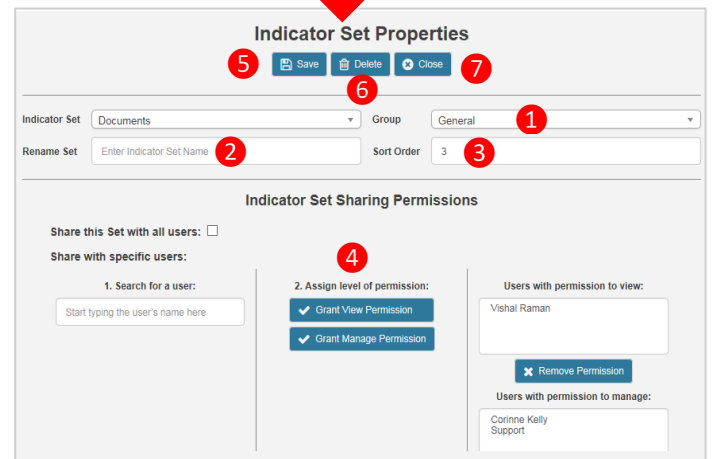 Indicator Set Properties
5 Save Delete Close 7
6
Indicator Set Documents Group General 1
Rename Set Enter Indicator Set Name 2 Sort Order 3 3
Indicator Set Sharing Permissions
Share this Set with all users:
Share with specific users: 4
1. Search for a user: 2. Assign level of permission: Users with permission to view:
Start typing the user's name here Grant View Permission Vishal Raman
Grant Manage Permission
Remove Permission
Users with permission to manage:
Corinne Kelly
Support